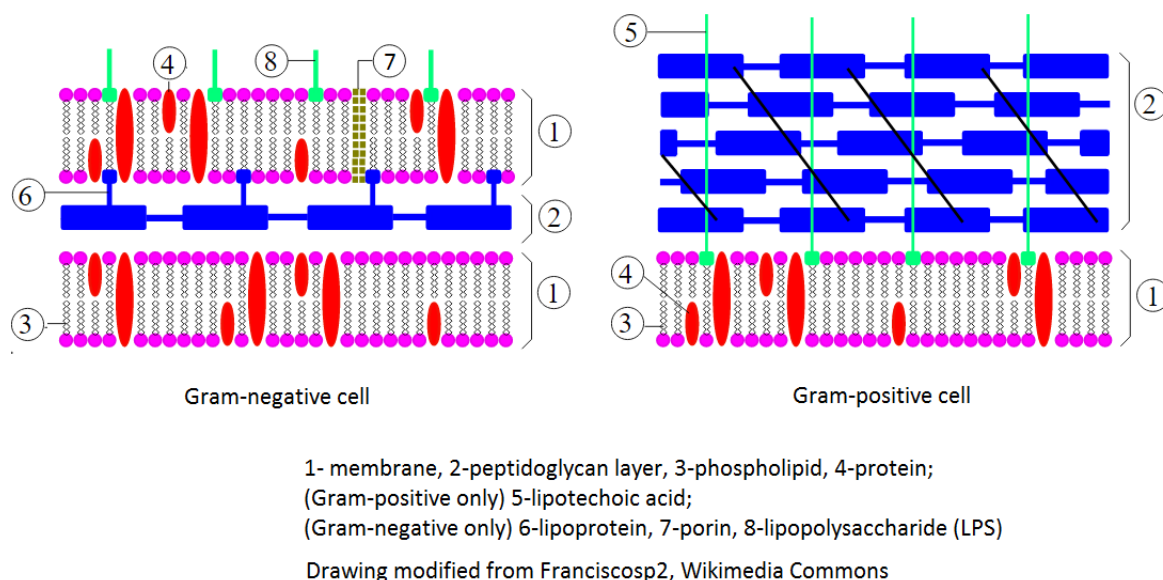 4
8
7
1
6
2
1
3
Gram-negative cell
5
2
4
1
3
Gram-positive cell
1- membrane, 2-peptidoglycan layer, 3-phospholipid, 4-protein;
(Gram-positive only) 5-lipotechoic acid;
(Gram-negative only) 6-lipoprotein, 7-porin, 8-lipopolysaccharide (LPS)
Drawing modified from Franciscosp2, Wikimedia Commons